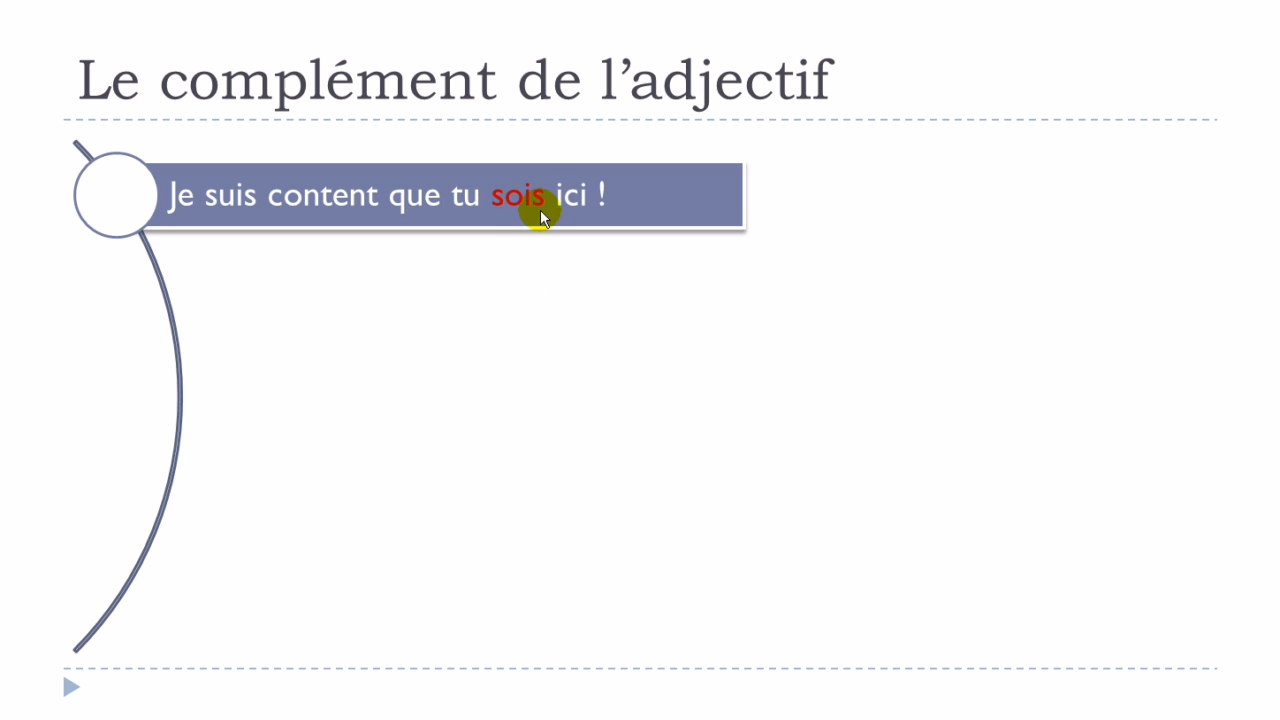 Le complément de l’adjectif
Je suis content que tu sois ici !